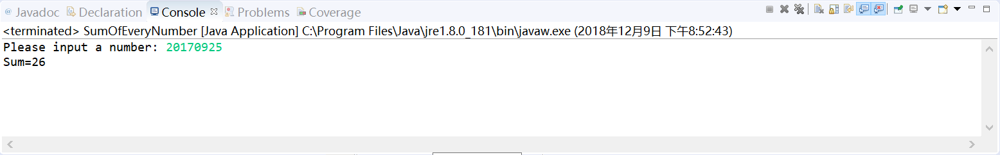 Javadoc Declaration Console Problems Coverage
<terminated> SumOfEveryNumber [Java Application] C:\Program Files\Java\jre1.8.0_181\bin\javaw.exe (2018年12月9日 下午8:52:43)
Please input a number: 20170925
Sum=26